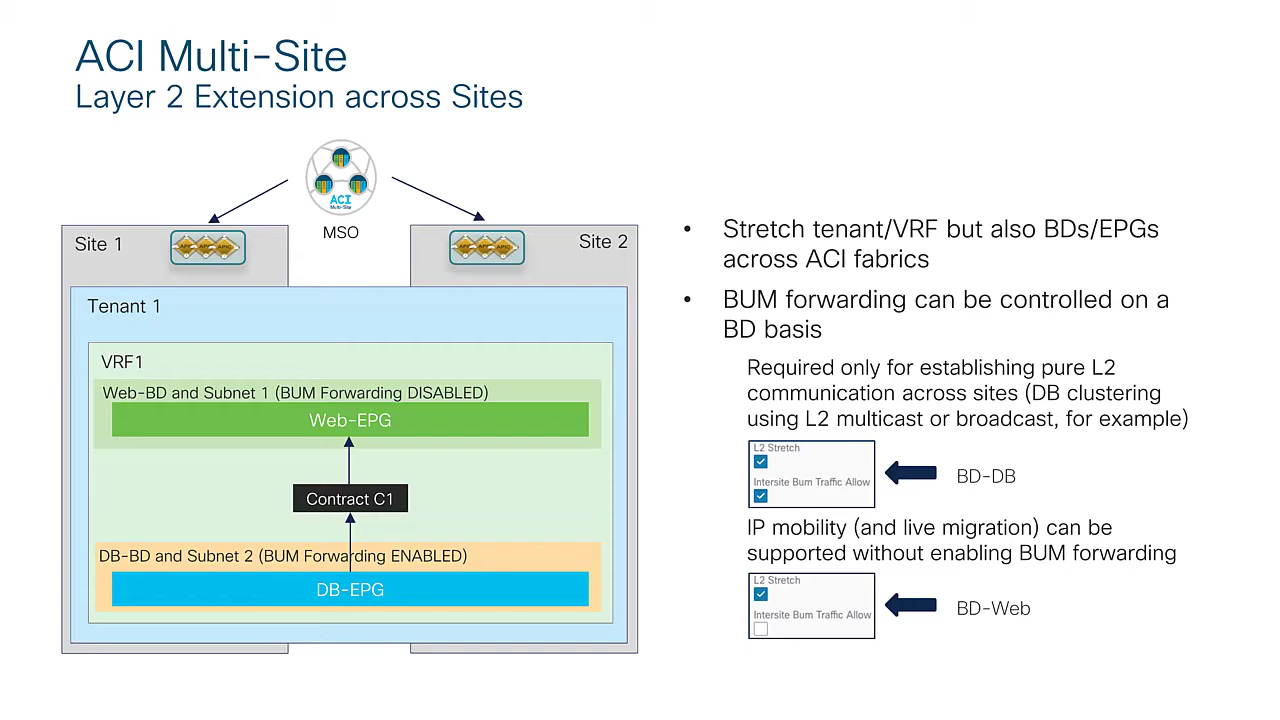 ACI Multi-Site
Layer 2 Extension across Sites
ACI
Multi-Site
MSO
Site 1
APIC
Site 2
Tenant 1
VRF1
Web-BD and Subnet 1 (BUM Forwarding DISABLED)
Web-EPG
Contract C1
DB-BD and Subnet 2 (BUM Forwarding ENABLED)
DB-EPG
• Stretch tenant/VRF but also BDs/EPGs
across ACI fabrics
• BUM forwarding can be controlled on a
BD basis
Required only for establishing pure L2
communication across sites (DB clustering
using L2 multicast or broadcast, for example)
L2 Stretch
Intersite Bum Traffic Allow
BD-DB
IP mobility (and live migration) can be
supported without enabling BUM forwarding
L2 Stretch
Intersite Bum Traffic Allow
BD-Web